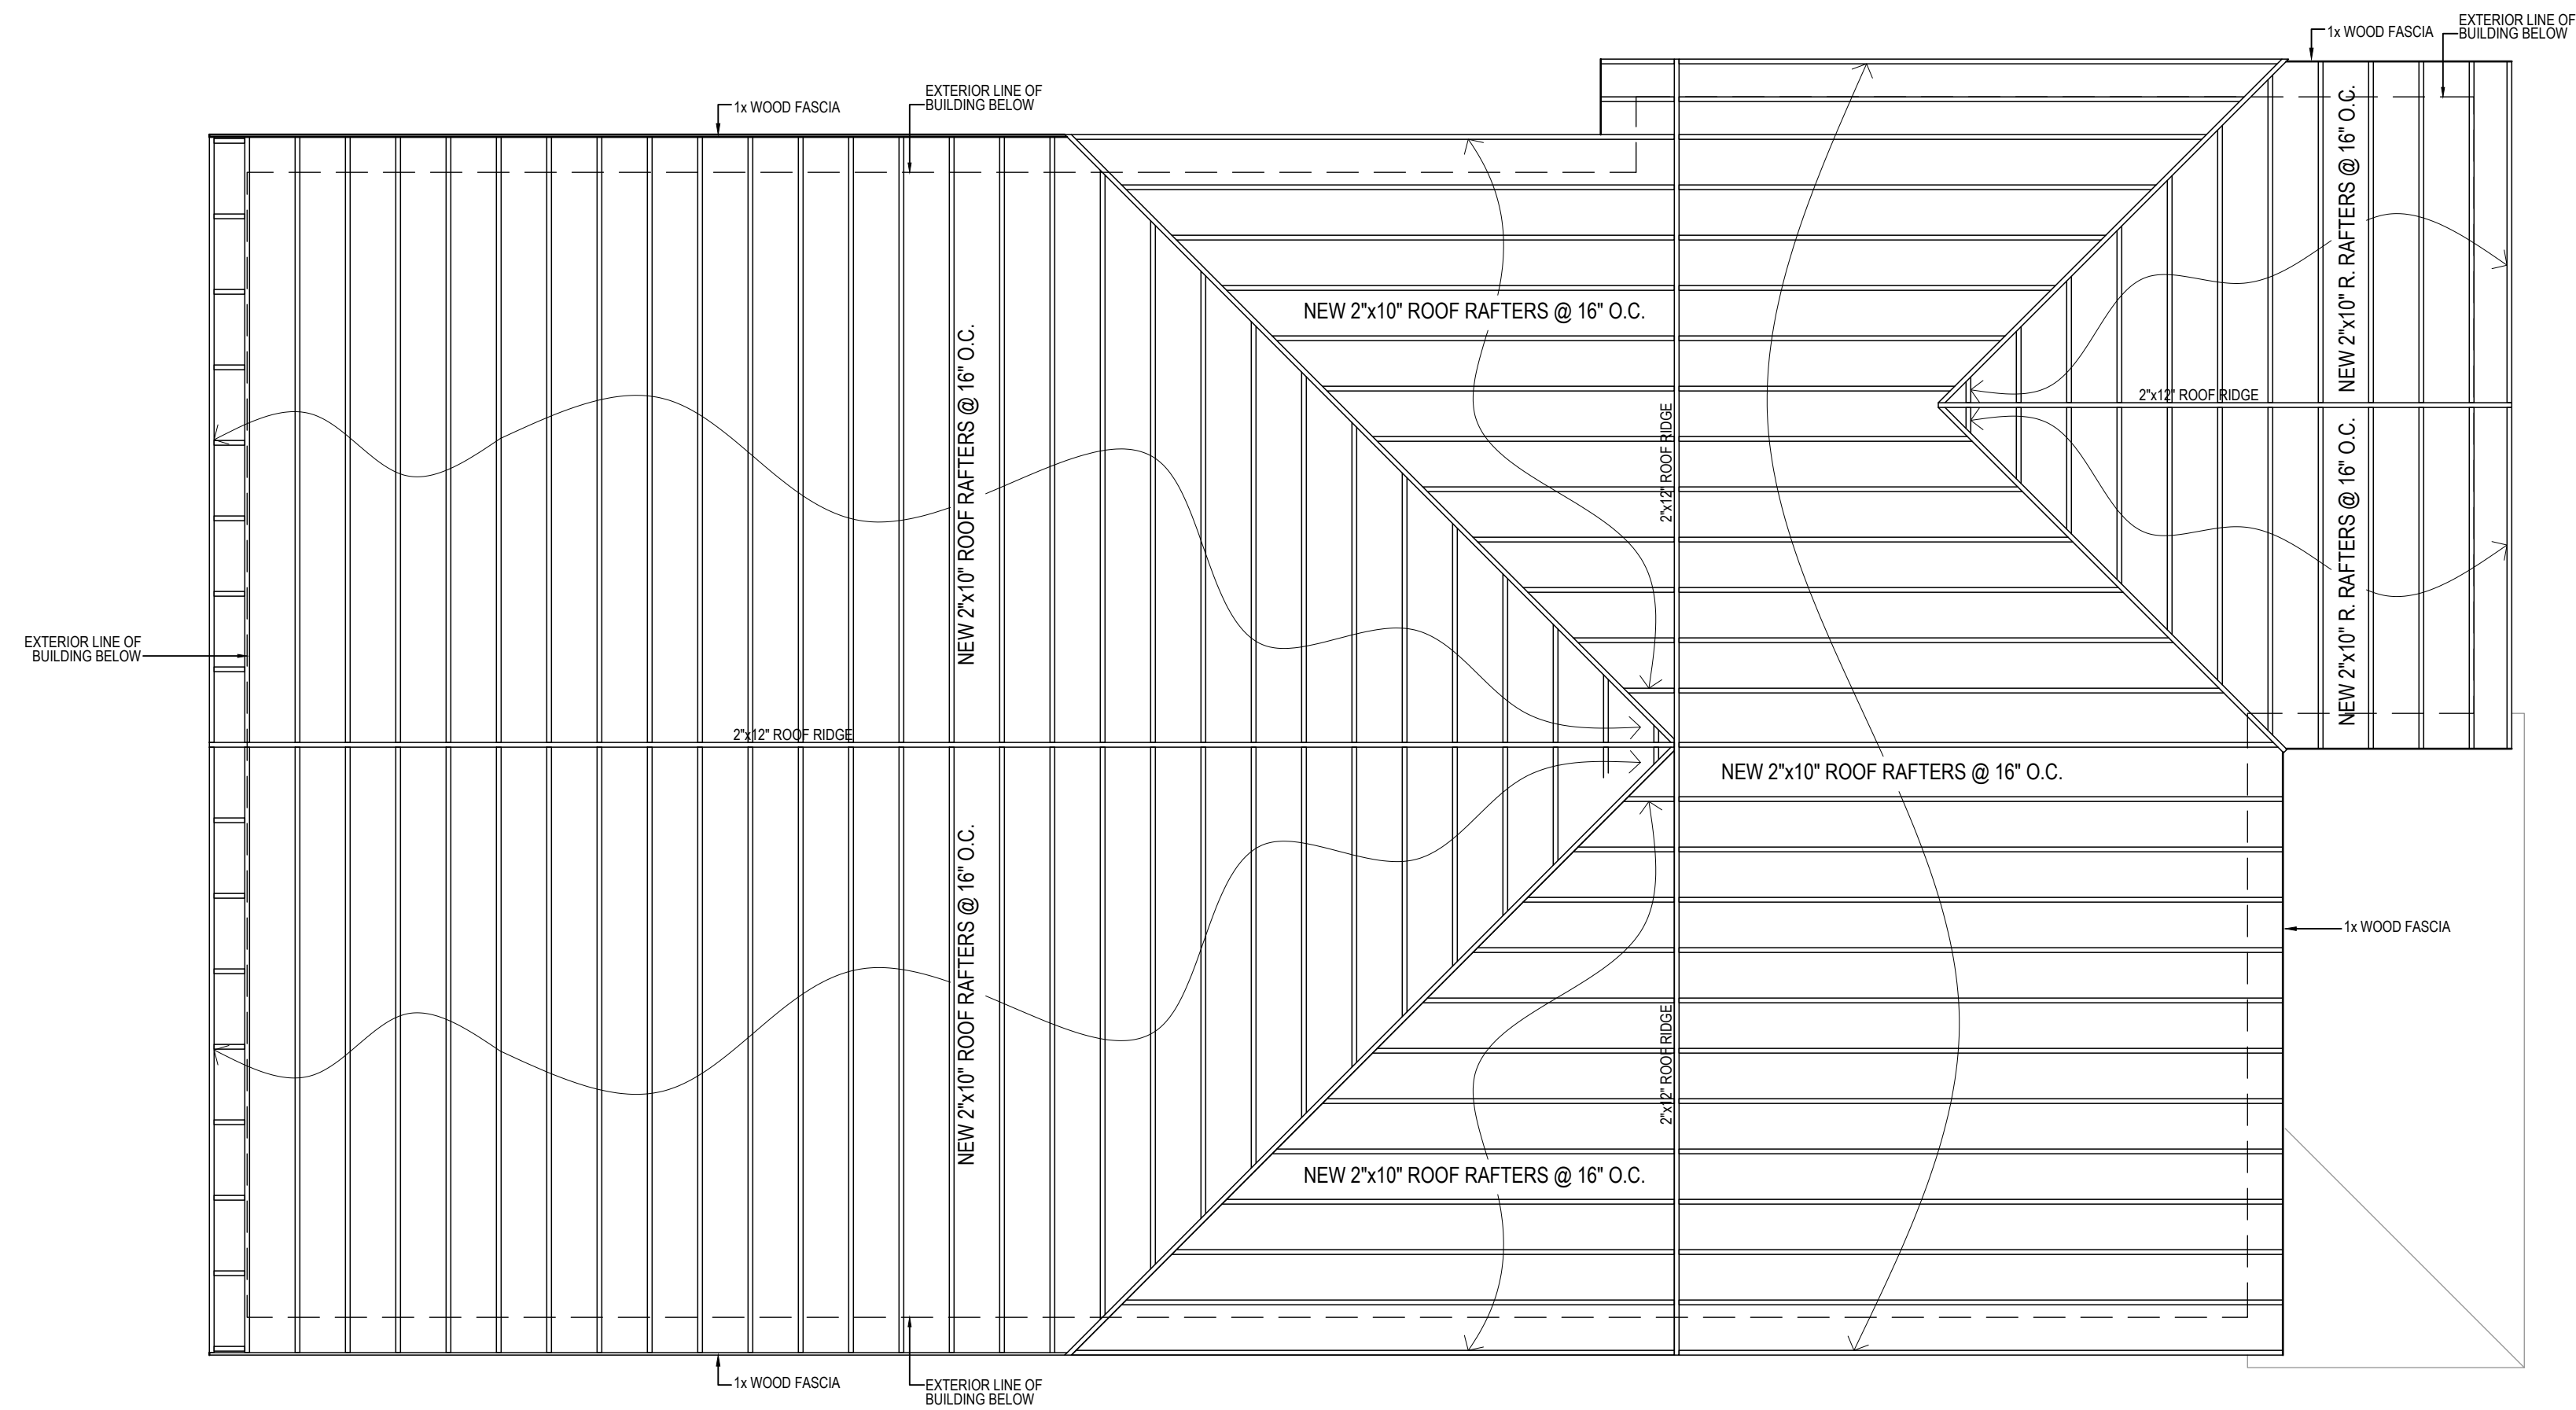 EXTERIOR LINE OF
BUILDING BELOW
1x WOOD FASCIA
EXTERIOR LINE OF
BUILDING BELOW
1x WOOD FASCIA
NEW 2"x10" R. RAFTERS @ 16" O.C.
NEW 2"x10" ROOF RAFTERS @ 16" O.C.
NEW 2"x10" ROOF RAFTERS @ 16" O.C.
2"x12" ROOF RIDGE
2"x12" ROOF RIDGE
NEW 2"x10" R. RAFTERS @ 16" O.C.
EXTERIOR LINE OF
BUILDING BELOW
2"x12" ROOF RIDGE
NEW 2"x10" ROOF RAFTERS @ 16" O.C.
NEW 2"x10" ROOF RAFTERS @ 16" O.C.
1x WOOD FASCIA
2"x12" ROOF RIDGE
NEW 2"x10" ROOF RAFTERS @ 16" O.C.
1x WOOD FASCIA
EXTERIOR LINE OF
BUILDING BELOW